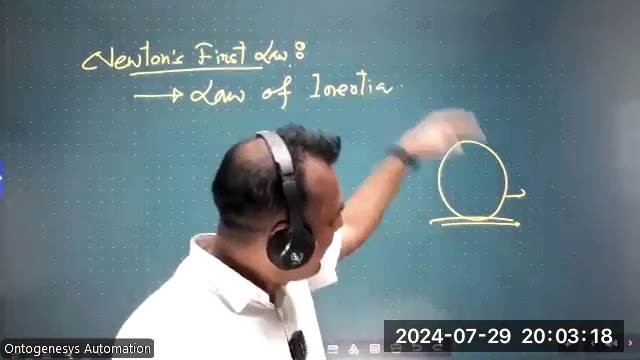 Newton's First Law:
→ Law of Inertia
2024-07-29 20:03:18
Ontogenesys Automation